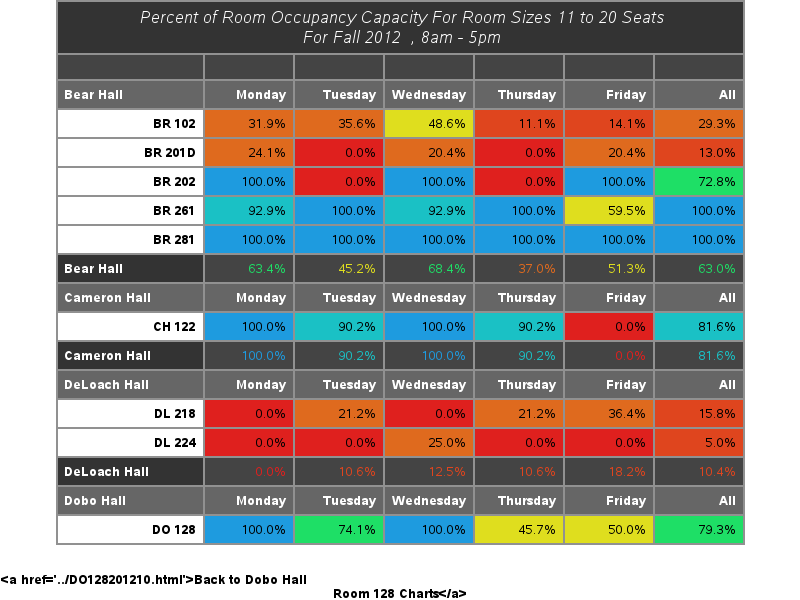 Percent of Room Occupancy Capacity For Room Sizes 11 to 20 Seats
For Fall 2012 , 8am - 5pm
Bear Hall Monday Tuesday Wednesday Thursday Friday All
BR 102 31.9% 35.6% 48.6% 11.1% 14.1% 29.3%
BR 201D 24.1% 0.0% 20.4% 0.0% 20.4% 13.0%
BR 202 100.0% 0.0% 100.0% 0.0% 100.0% 72.8%
BR 261 92.9% 100.0% 92.9% 100.0% 59.5% 100.0%
BR 281 100.0% 100.0% 100.0% 100.0% 100.0% 100.0%
Bear Hall 63.4% 45.2% 68.4% 37.0% 51.3% 63.0%
Cameron Hall Monday Tuesday Wednesday Thursday Friday All
CH 122 100.0% 90.2% 100.0% 90.2% 0.0% 81.6%
Cameron Hall 100.0% 90.2% 100.0% 90.2% 0.0% 81.6%
DeLoach Hall Monday Tuesday Wednesday Thursday Friday All
DL 218 0.0% 21.2% 0.0% 21.2% 36.4% 15.8%
DL 224 0.0% 0.0% 25.0% 0.0% 0.0% 5.0%
DeLoach Hall 0.0% 10.6% 12.5% 10.6% 18.2% 10.4%
Dobo Hall Monday Tuesday Wednesday Thursday Friday All
DO 128 100.0% 74.1% 100.0% 45.7% 50.0% 79.3%
<a href='../DO128201210.html'>Back to Dobo Hall
Room 128 Charts</a>